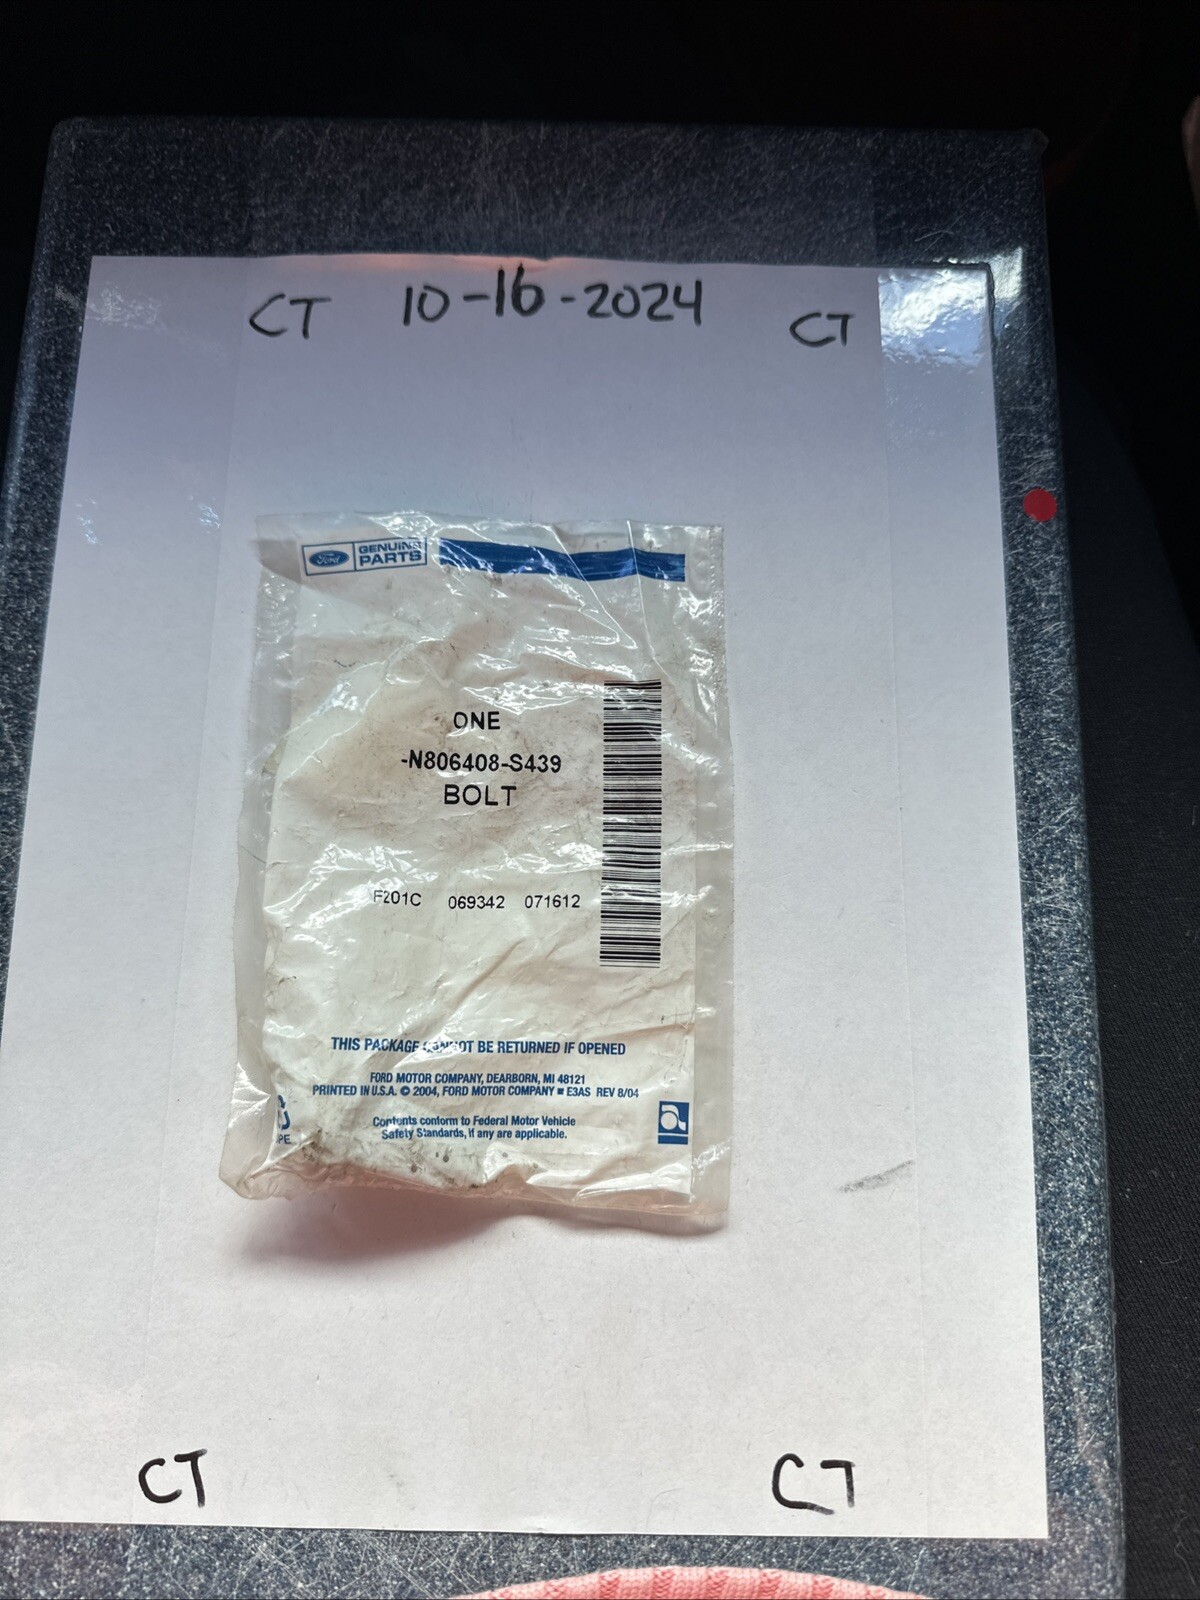 CT 10-16-2024 CT
Ford GENUINE PARTS
ONE
-N806408-S439
BOLT
F201C 069342 071612
THIS PACKAGE CANNOT BE RETURNED IF OPENED
FORD MOTOR COMPANY, DEARBORN, MI 48121
PRINTED IN U.S.A. © 2004, FORD MOTOR COMPANY ■ E3AS REV 8/04
Contents conform to Federal Motor Vehicle
Safety Standards, if any are applicable.
CT CT